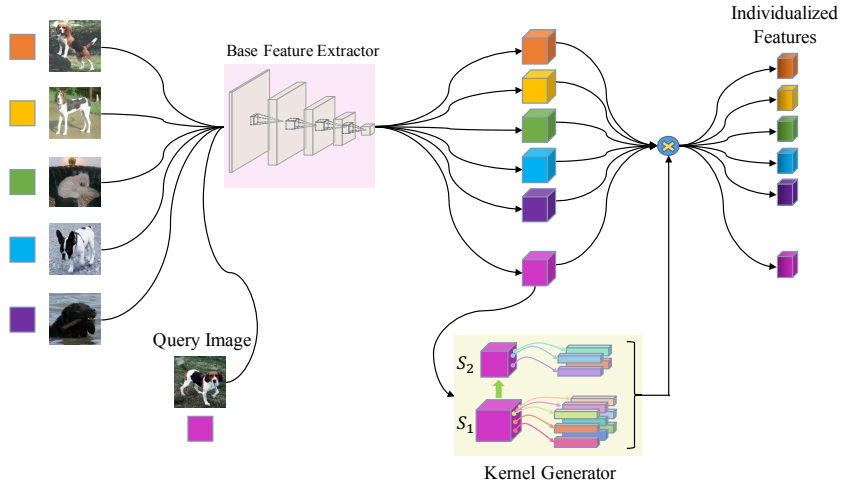 Individualized
Features
Base Feature Extractor
Query Image
S₂
S₁
Kernel Generator